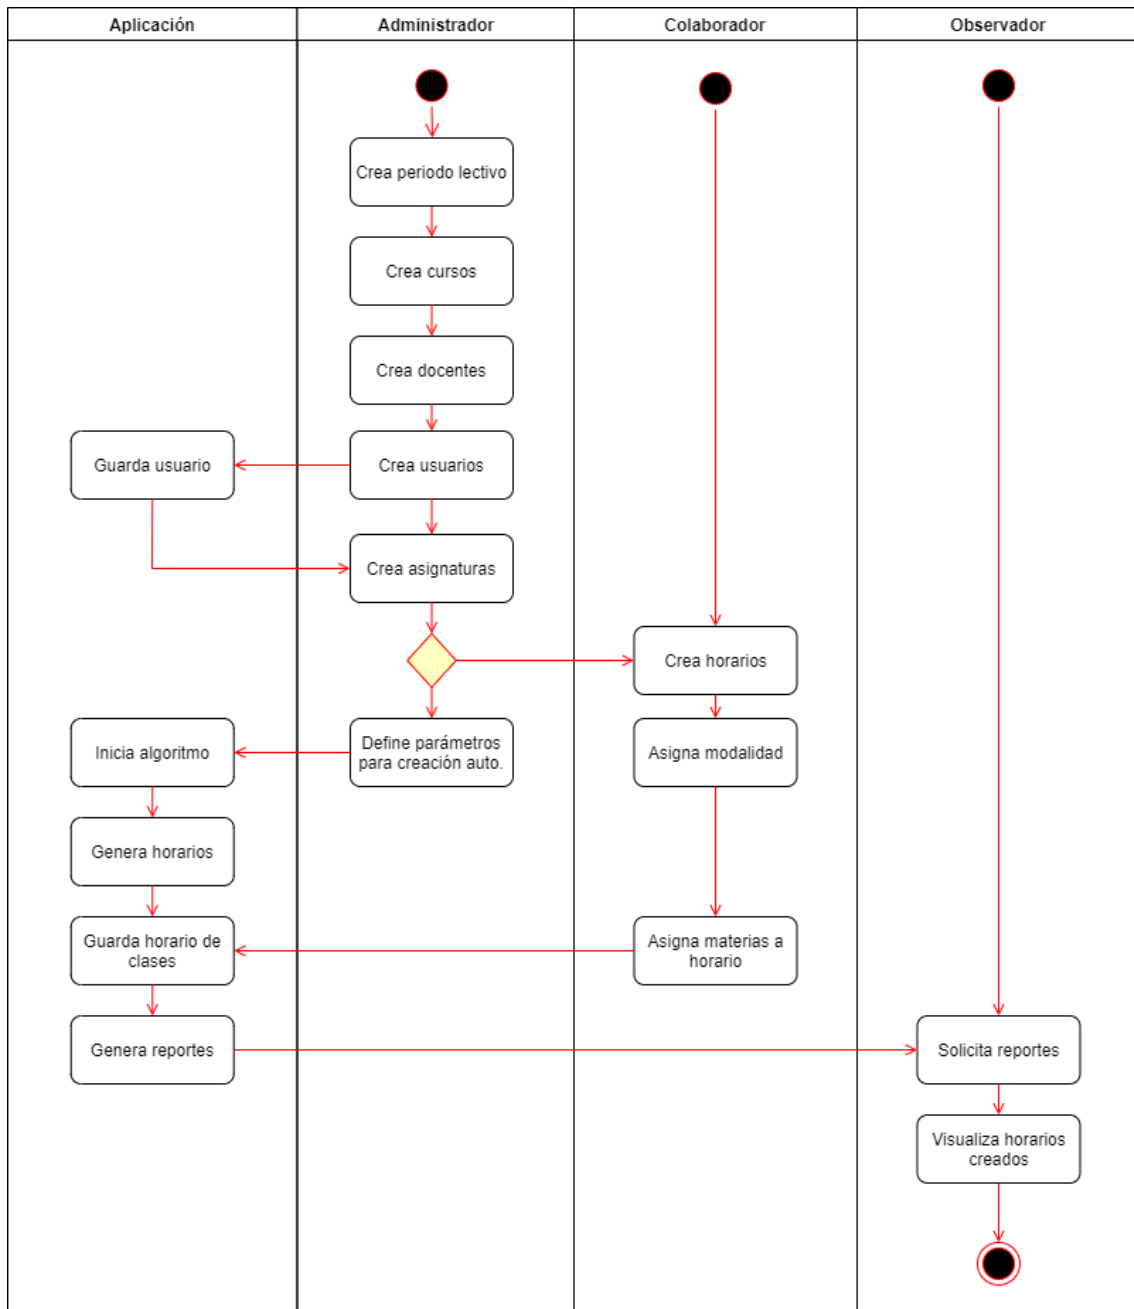 Aplicación
Administrador
Colaborador
Observador
Crea periodo lectivo
Crea cursos
Crea docentes
Guarda usuario
Crea usuarios
Crea asignaturas
Crea horarios
Inicia algoritmo
Define parámetros
para creación auto.
Asigna modalidad
Genera horarios
Guarda horario de
clases
Asigna materias a
horario
Genera reportes
Solicita reportes
Visualiza horarios
creados